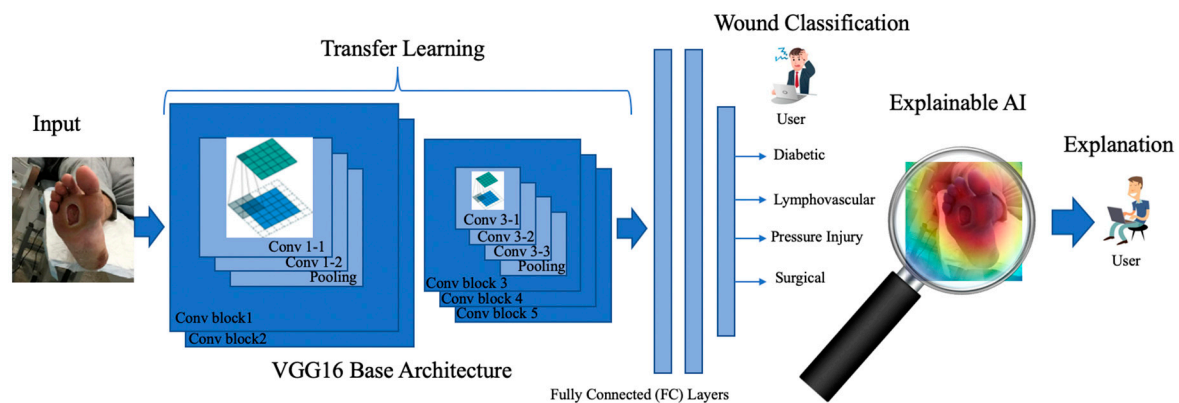 Wound Classification
Transfer Learning
User
Explainable AI
Input
Explanation
Diabetic
Lymphovascular
Pressure Injury
Surgical
Conv 1-1
Conv 1-2
Pooling
Conv 3-1
Conv 3-2
Conv 3-3
Pooling
User
Conv block1
Conv block2
Conv block 3
Conv block 4
Conv block 5
VGG16 Base Architecture
Fully Connected (FC) Layers